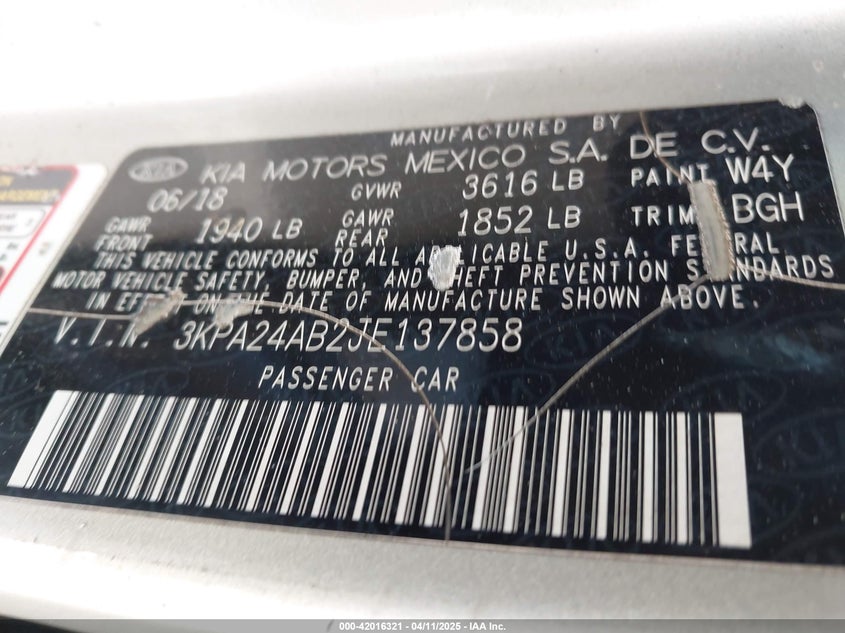 MANUFACTURED BY
KIA KIA MOTORS MEXICO S.A. DE C.V.
06/18 GVWR 3616 LB PAINT W4Y
GAWR FRONT 1940 LB GAWR REAR 1852 LB TRIM BGH
THIS VEHICLE CONFORMS TO ALL APPLICABLE U.S.A. FEDERAL
MOTOR VEHICLE SAFETY, BUMPER, AND THEFT PREVENTION STANDARDS
IN EFFECT ON THE DATE OF MANUFACTURE SHOWN ABOVE.
V.I.N. 3KPA24AB2JE137858
PASSENGER CAR
000-42016321 - 04/11/2025 - IAA Inc.